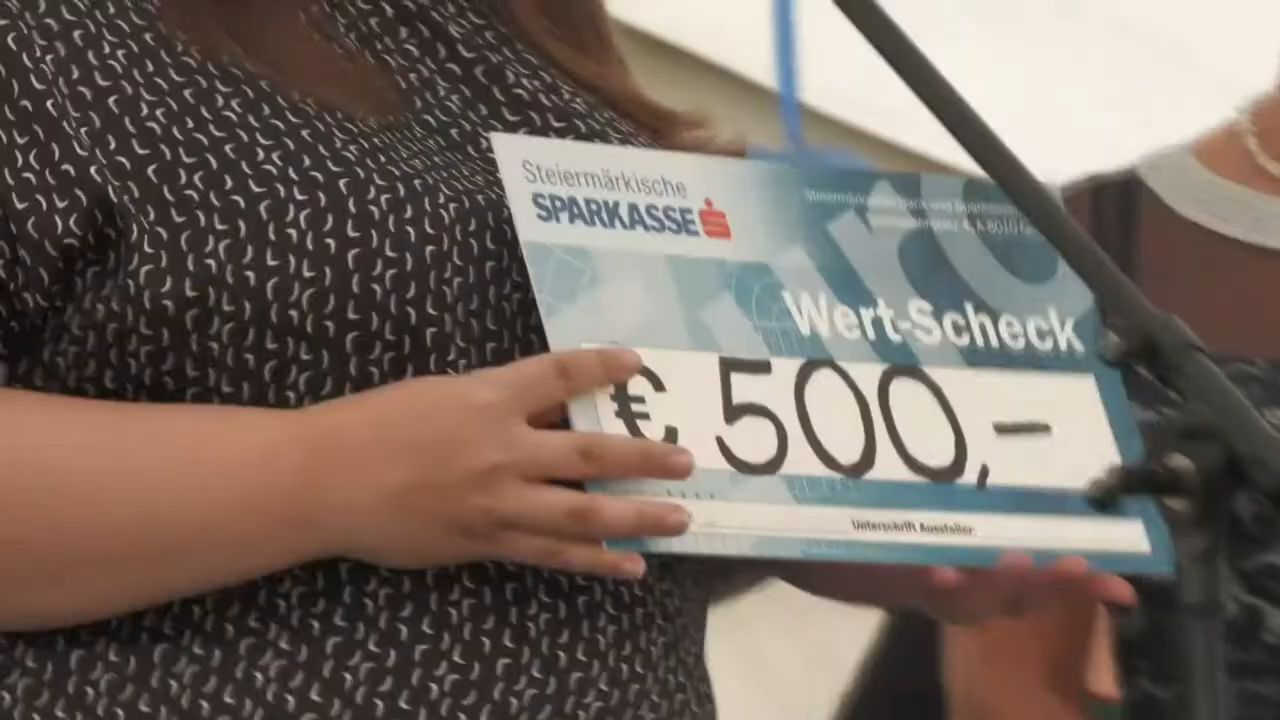 Steiermärkische
SPARKASSE
Wert-Scheck
€ 500,-
Unterschrift Aussteller